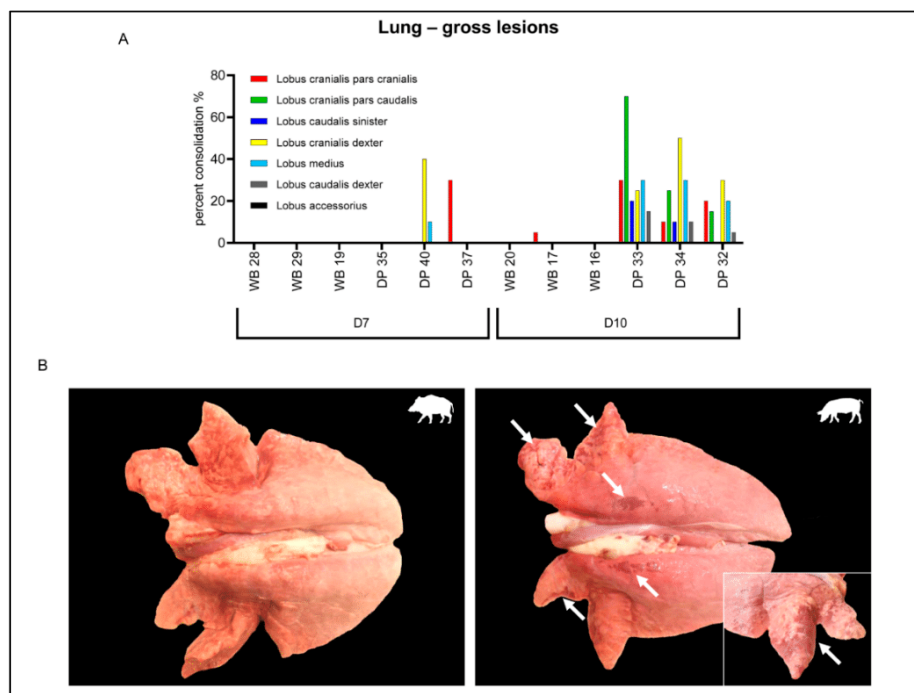 Lung – gross lesions
A
percent consolidation %
80
60
40
20
0
Lobus cranialis pars cranialis
Lobus cranialis pars caudalis
Lobus caudalis sinister
Lobus cranialis dexter
Lobus medius
Lobus caudalis dexter
Lobus accessorius
WB 28
WB 29
WB 19
DP 35
DP 40
DP 37
WB 20
WB 17
WB 16
DP 33
DP 34
DP 32
D7
D10
B